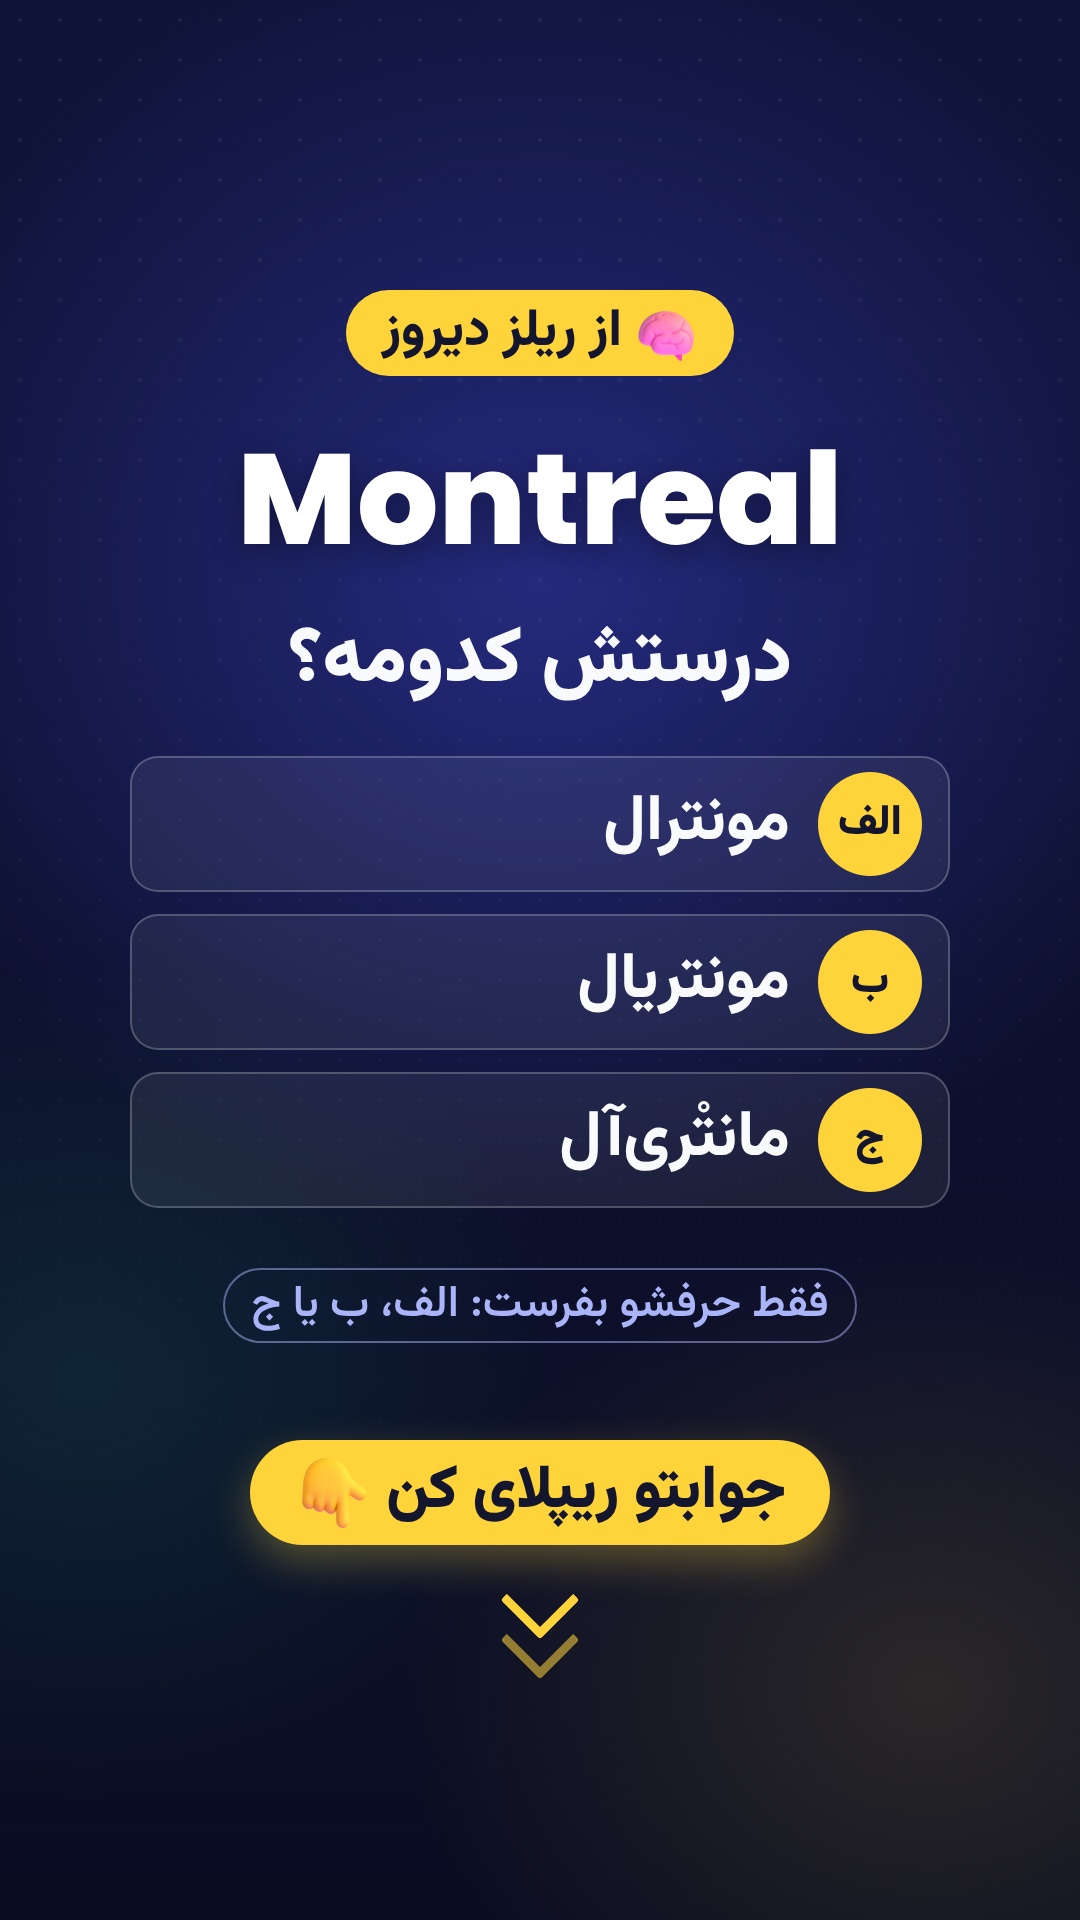 🧠 از ریلز دیروز
Montreal
درستش کدومه؟
الف مونترال
ب مونتریال
ج مانتْری‌آل
فقط حرفشو بفرست: الف، ب یا ج
جوابتو ریپلای کن 👇